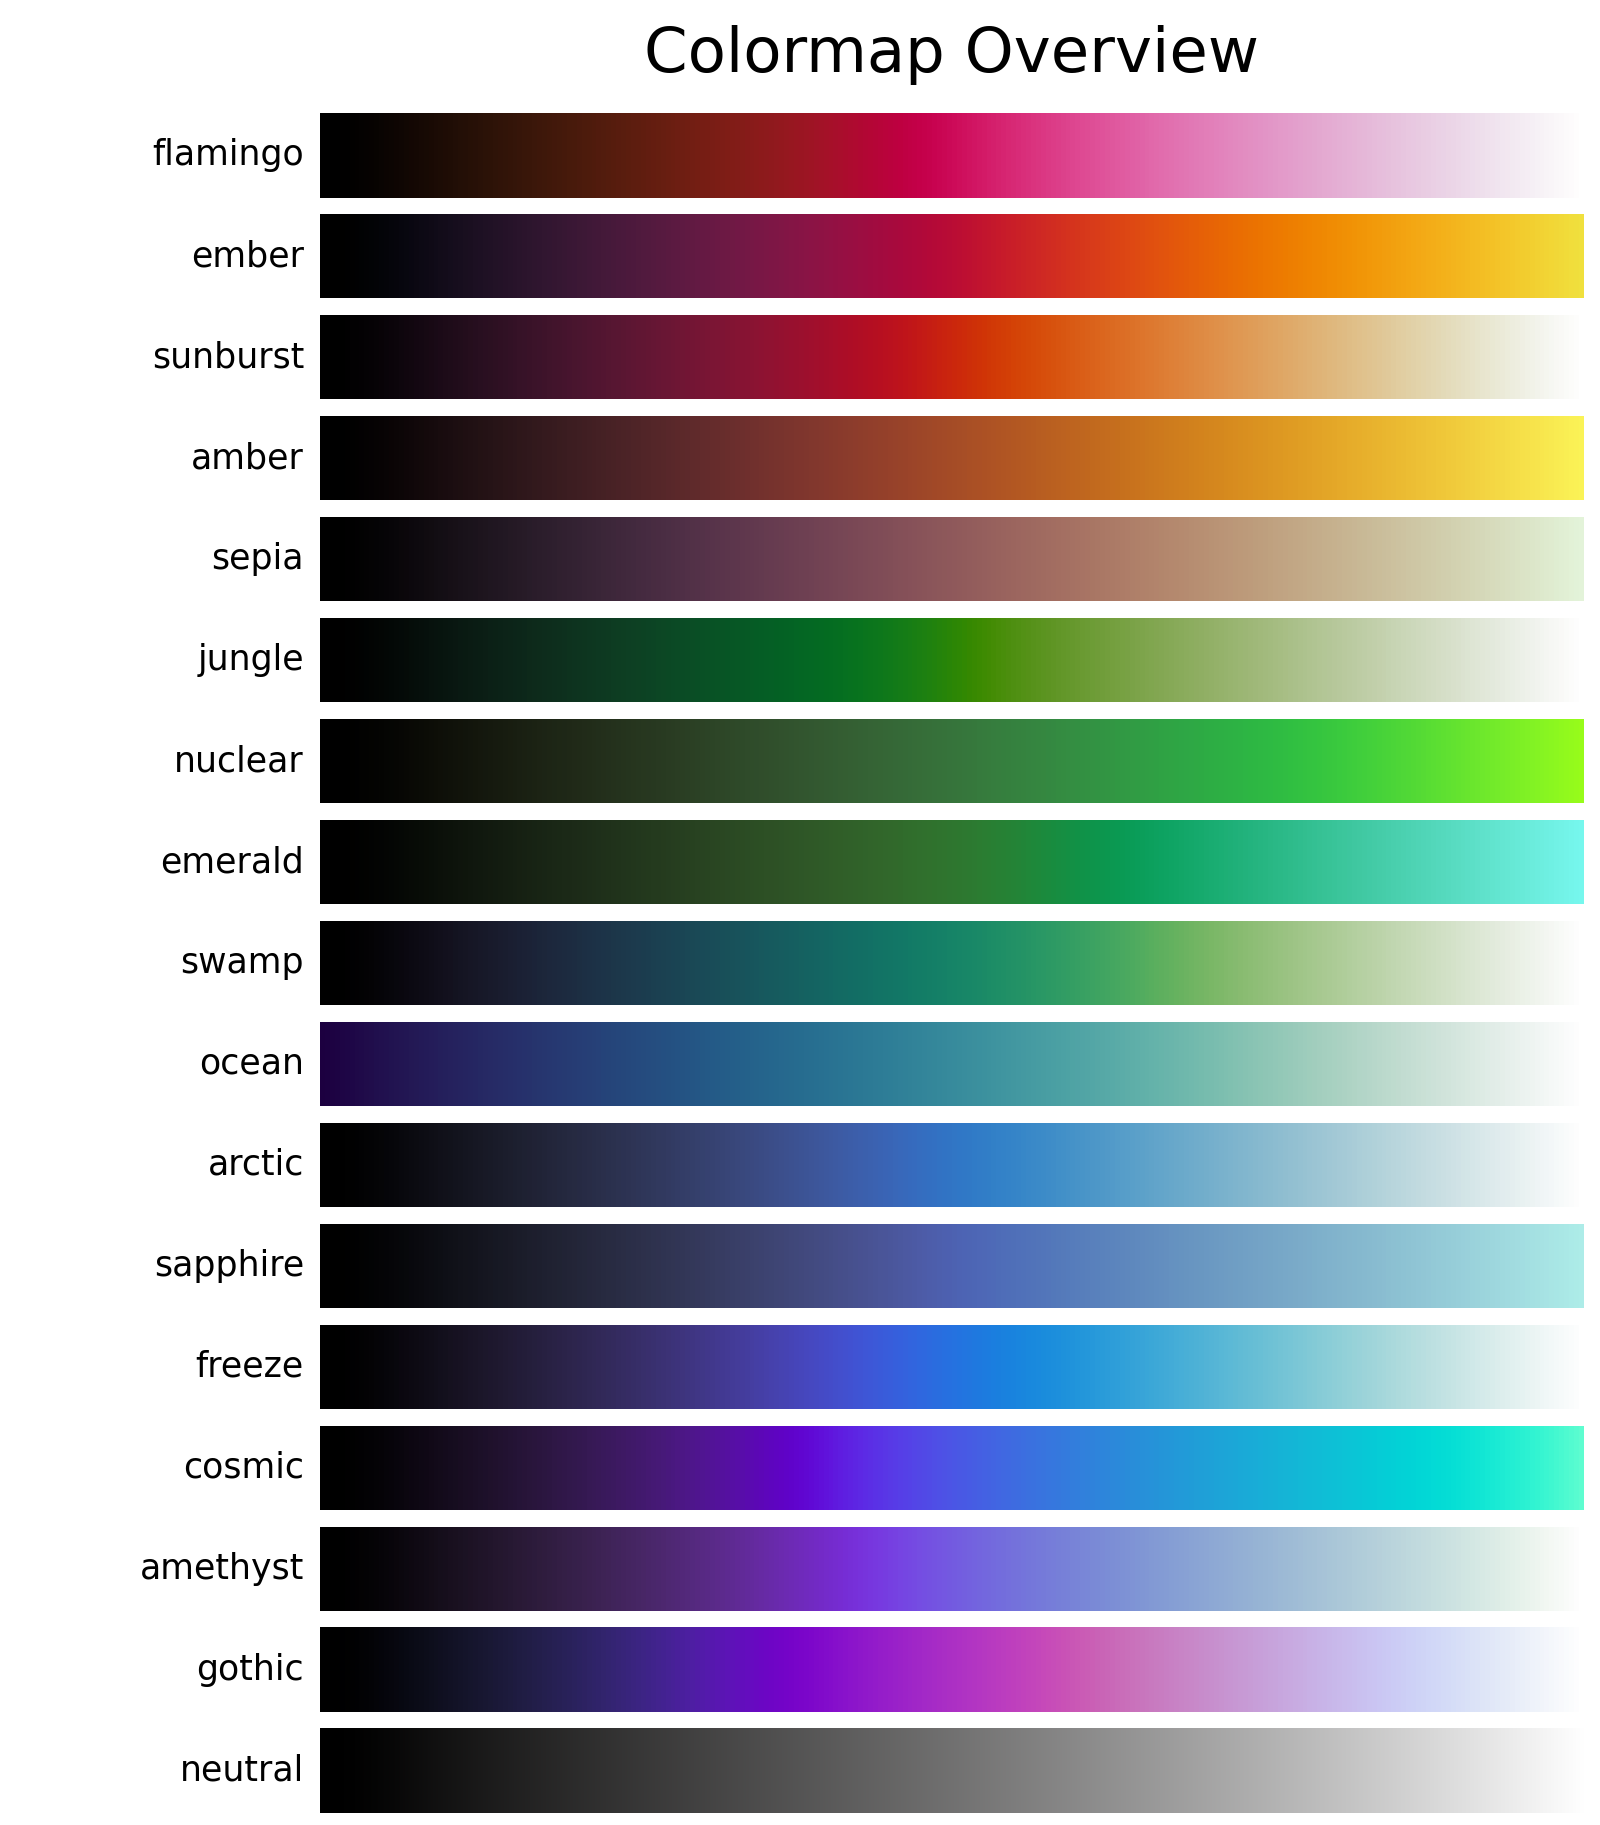 Colormap Overview
flamingo
ember
sunburst
amber
sepia
jungle
nuclear
emerald
swamp
ocean
arctic
sapphire
freeze
cosmic
amethyst
gothic
neutral